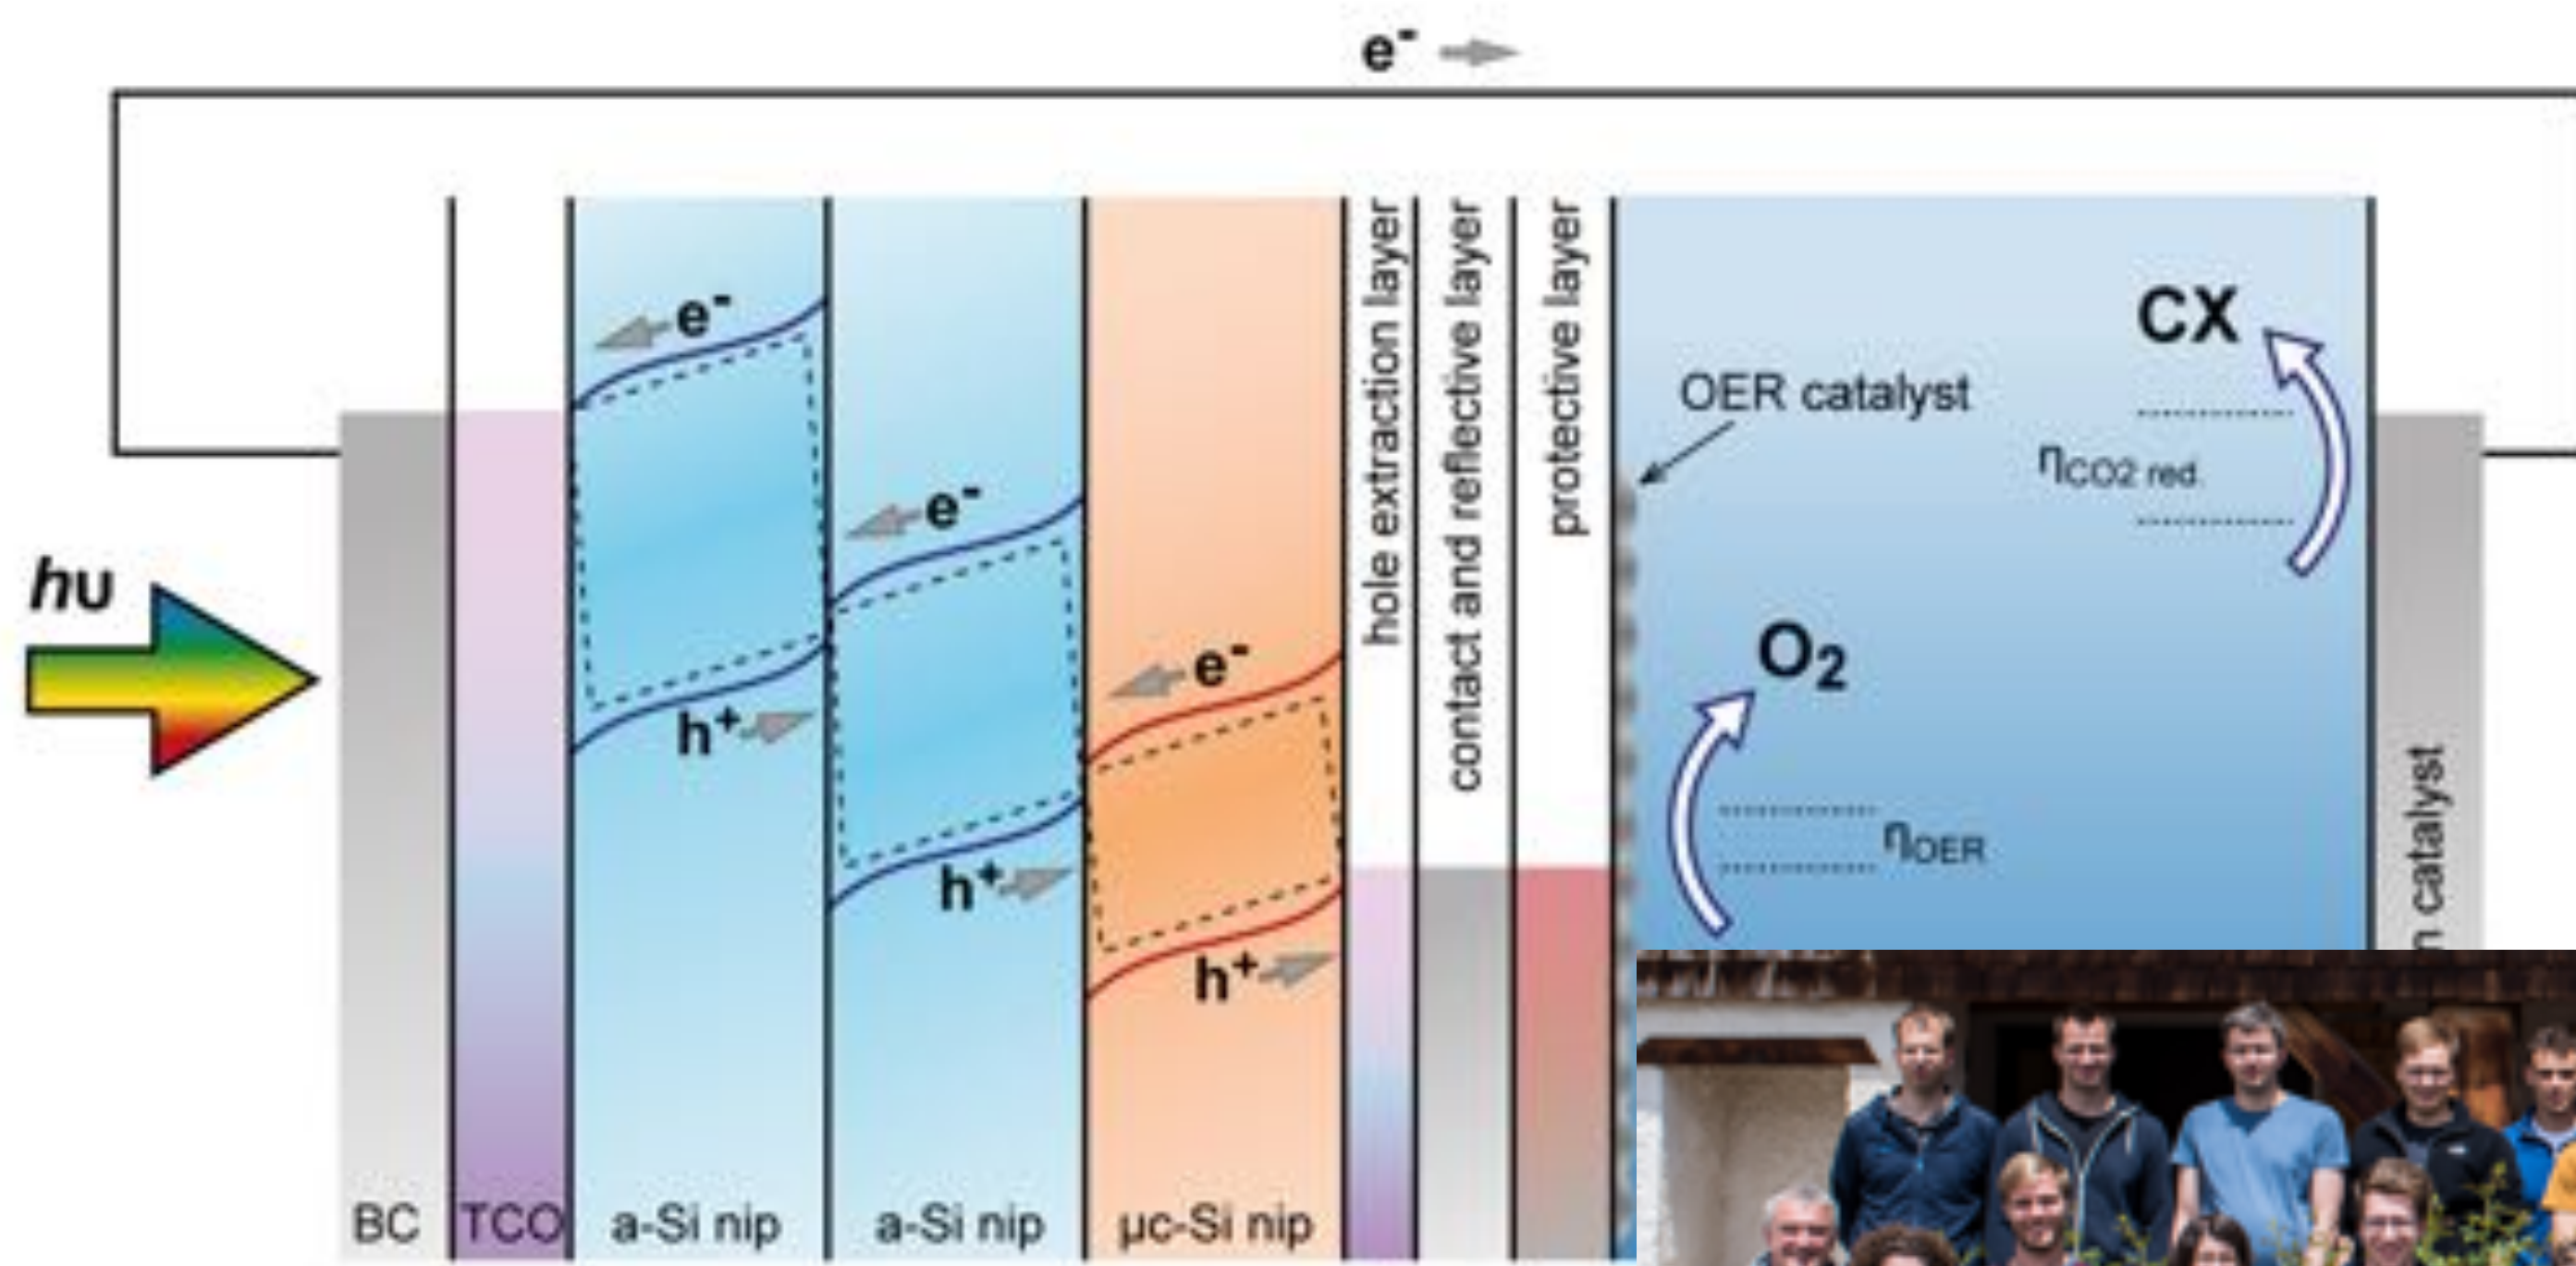 e- 
hυ
e-
h+
e-
h+
e-
h+
hole extraction layer
contact and reflective layer
protective layer
OER catalyst
CX
ηCO2 red.
O2
ηOER
catalyst
BC
TCO
a-Si nip
a-Si nip
µc-Si nip